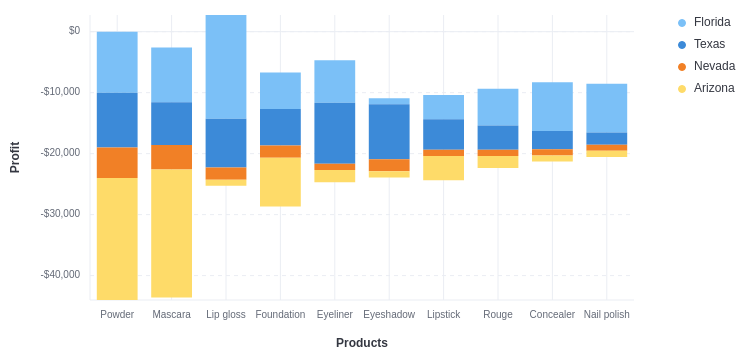 Florida
Texas
Nevada
Arizona
$0
-$10,000
-$20,000
-$30,000
-$40,000
Profit
Powder Mascara Lip gloss Foundation Eyeliner Eyeshadow Lipstick Rouge Concealer Nail polish
Products